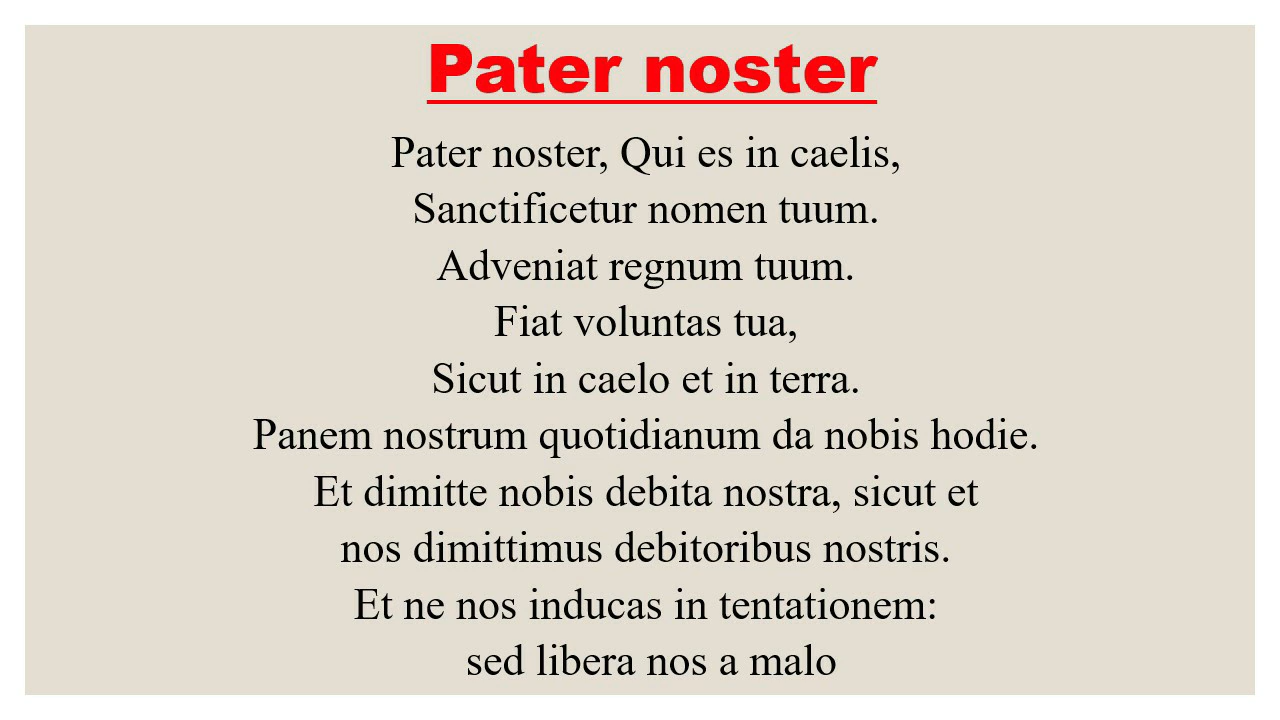 Pater noster
Pater noster, Qui es in caelis,
Sanctificetur nomen tuum.
Adveniat regnum tuum.
Fiat voluntas tua,
Sicut in caelo et in terra.
Panem nostrum quotidianum da nobis hodie.
Et dimitte nobis debita nostra, sicut et
nos dimittimus debitoribus nostris.
Et ne nos inducas in tentationem:
sed libera nos a malo